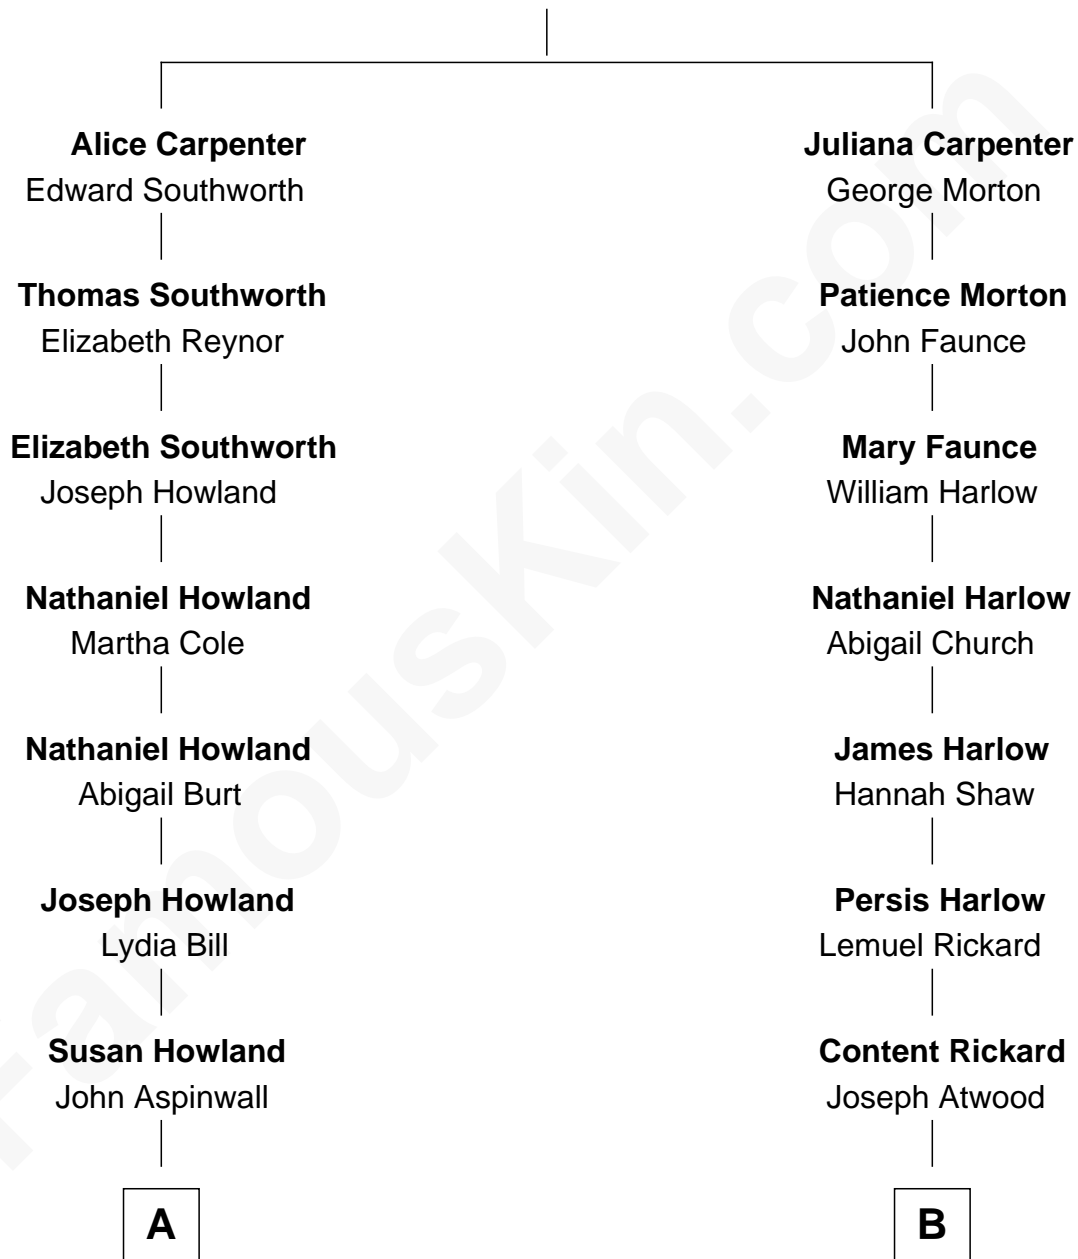 Alice Carpenter
Edward Southworth
Thomas Southworth
Elizabeth Reynor
Elizabeth Southworth
Joseph Howland
Nathaniel Howland
Martha Cole
Nathaniel Howland
Abigail Burt
Joseph Howland
Lydia Bill
Susan Howland
John Aspinwall
A
Juliana Carpenter
George Morton
Patience Morton
John Faunce
Mary Faunce
William Harlow
Nathaniel Harlow
Abigail Church
James Harlow
Hannah Shaw
Persis Harlow
Lemuel Rickard
Content Rickard
Joseph Atwood
B
FamousKin.com